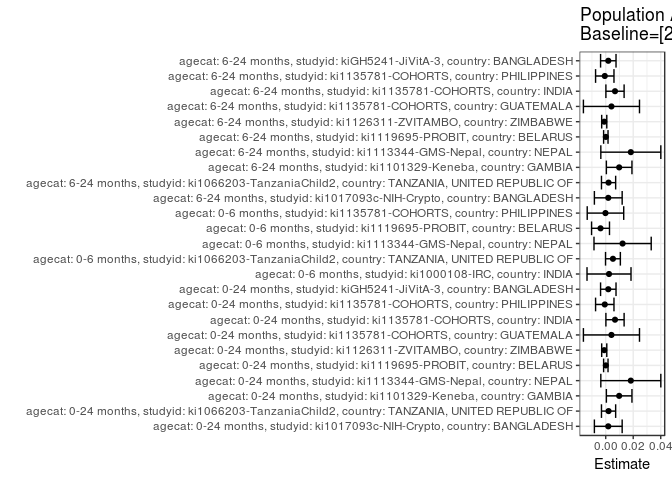 Population
Baseline=[2
agecat: 6-24 months, studyid: kiGH5241-JiVitA-3, country: BANGLADESH
agecat: 6-24 months, studyid: ki1135781-COHORTS, country: PHILIPPINES
agecat: 6-24 months, studyid: ki1135781-COHORTS, country: INDIA
agecat: 6-24 months, studyid: ki1135781-COHORTS, country: GUATEMALA
agecat: 6-24 months, studyid: ki1126311-ZVITAMBO, country: ZIMBABWE
agecat: 6-24 months, studyid: ki1119695-PROBIT, country: BELARUS
agecat: 6-24 months, studyid: ki1113344-GMS-Nepal, country: NEPAL
agecat: 6-24 months, studyid: ki1101329-Keneba, country: GAMBIA
agecat: 6-24 months, studyid: ki1066203-TanzaniaChild2, country: TANZANIA, UNITED REPUBLIC OF
agecat: 6-24 months, studyid: ki1017093c-NIH-Crypto, country: BANGLADESH
agecat: 0-6 months, studyid: ki1135781-COHORTS, country: PHILIPPINES
agecat: 0-6 months, studyid: ki1119695-PROBIT, country: BELARUS
agecat: 0-6 months, studyid: ki1113344-GMS-Nepal, country: NEPAL
agecat: 0-6 months, studyid: ki1066203-TanzaniaChild2, country: TANZANIA, UNITED REPUBLIC OF
agecat: 0-6 months, studyid: ki1000108-IRC, country: INDIA
agecat: 0-24 months, studyid: kiGH5241-JiVitA-3, country: BANGLADESH
agecat: 0-24 months, studyid: ki1135781-COHORTS, country: PHILIPPINES
agecat: 0-24 months, studyid: ki1135781-COHORTS, country: INDIA
agecat: 0-24 months, studyid: ki1135781-COHORTS, country: GUATEMALA
agecat: 0-24 months, studyid: ki1126311-ZVITAMBO, country: ZIMBABWE
agecat: 0-24 months, studyid: ki1119695-PROBIT, country: BELARUS
agecat: 0-24 months, studyid: ki1113344-GMS-Nepal, country: NEPAL
agecat: 0-24 months, studyid: ki1101329-Keneba, country: GAMBIA
agecat: 0-24 months, studyid: ki1066203-TanzaniaChild2, country: TANZANIA, UNITED REPUBLIC OF
agecat: 0-24 months, studyid: ki1017093c-NIH-Crypto, country: BANGLADESH
0.00 0.02 0.04
Estimate